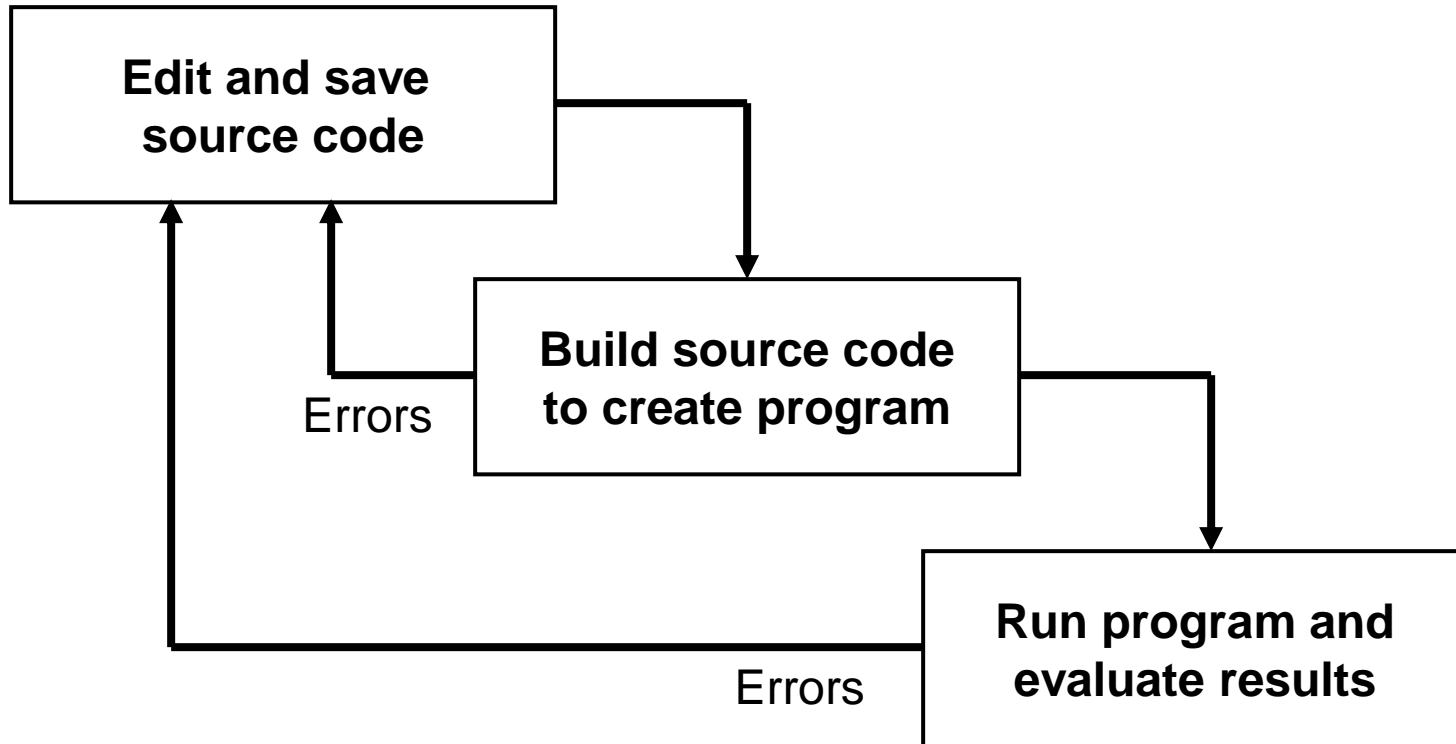 Edit and save
source code
Build source code
to create program
Errors
Run program and
evaluate results
Errors